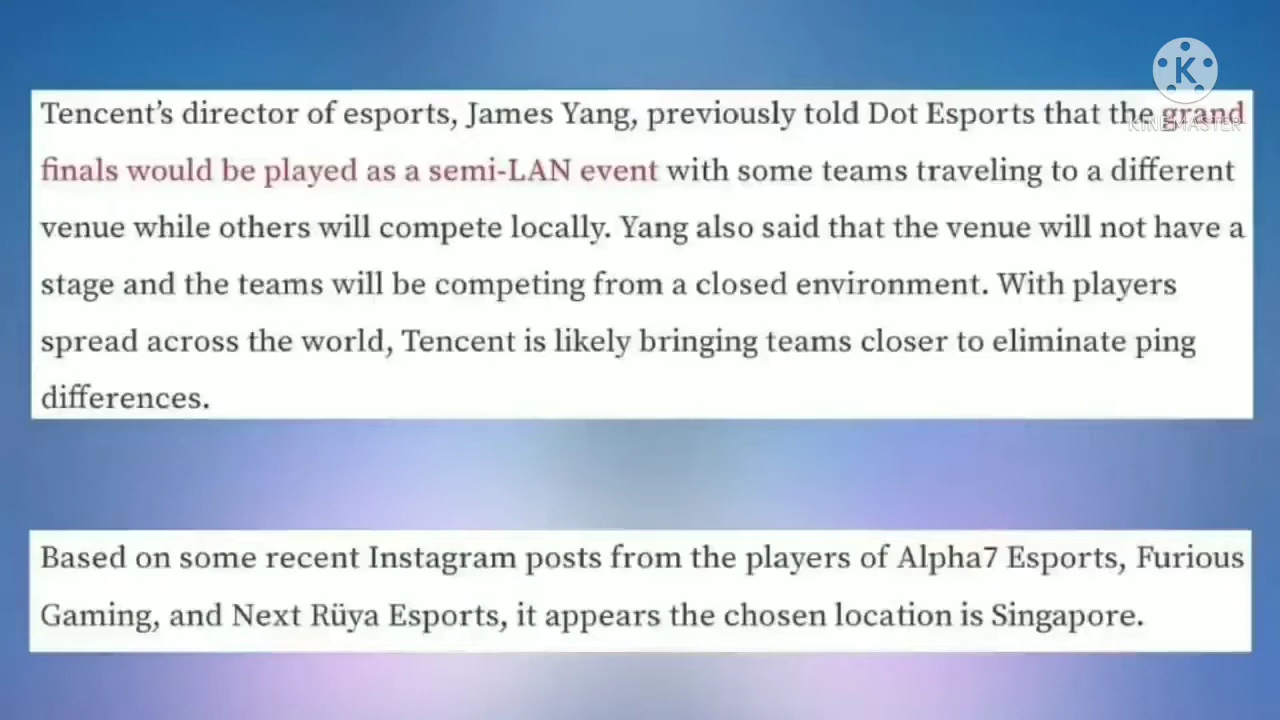 K
KINEMASTER
Tencent’s director of esports, James Yang, previously told Dot Esports that the grand
finals would be played as a semi-LAN event with some teams traveling to a different
venue while others will compete locally. Yang also said that the venue will not have a
stage and the teams will be competing from a closed environment. With players
spread across the world, Tencent is likely bringing teams closer to eliminate ping
differences.
Based on some recent Instagram posts from the players of Alpha7 Esports, Furious
Gaming, and Next Rüya Esports, it appears the chosen location is Singapore.